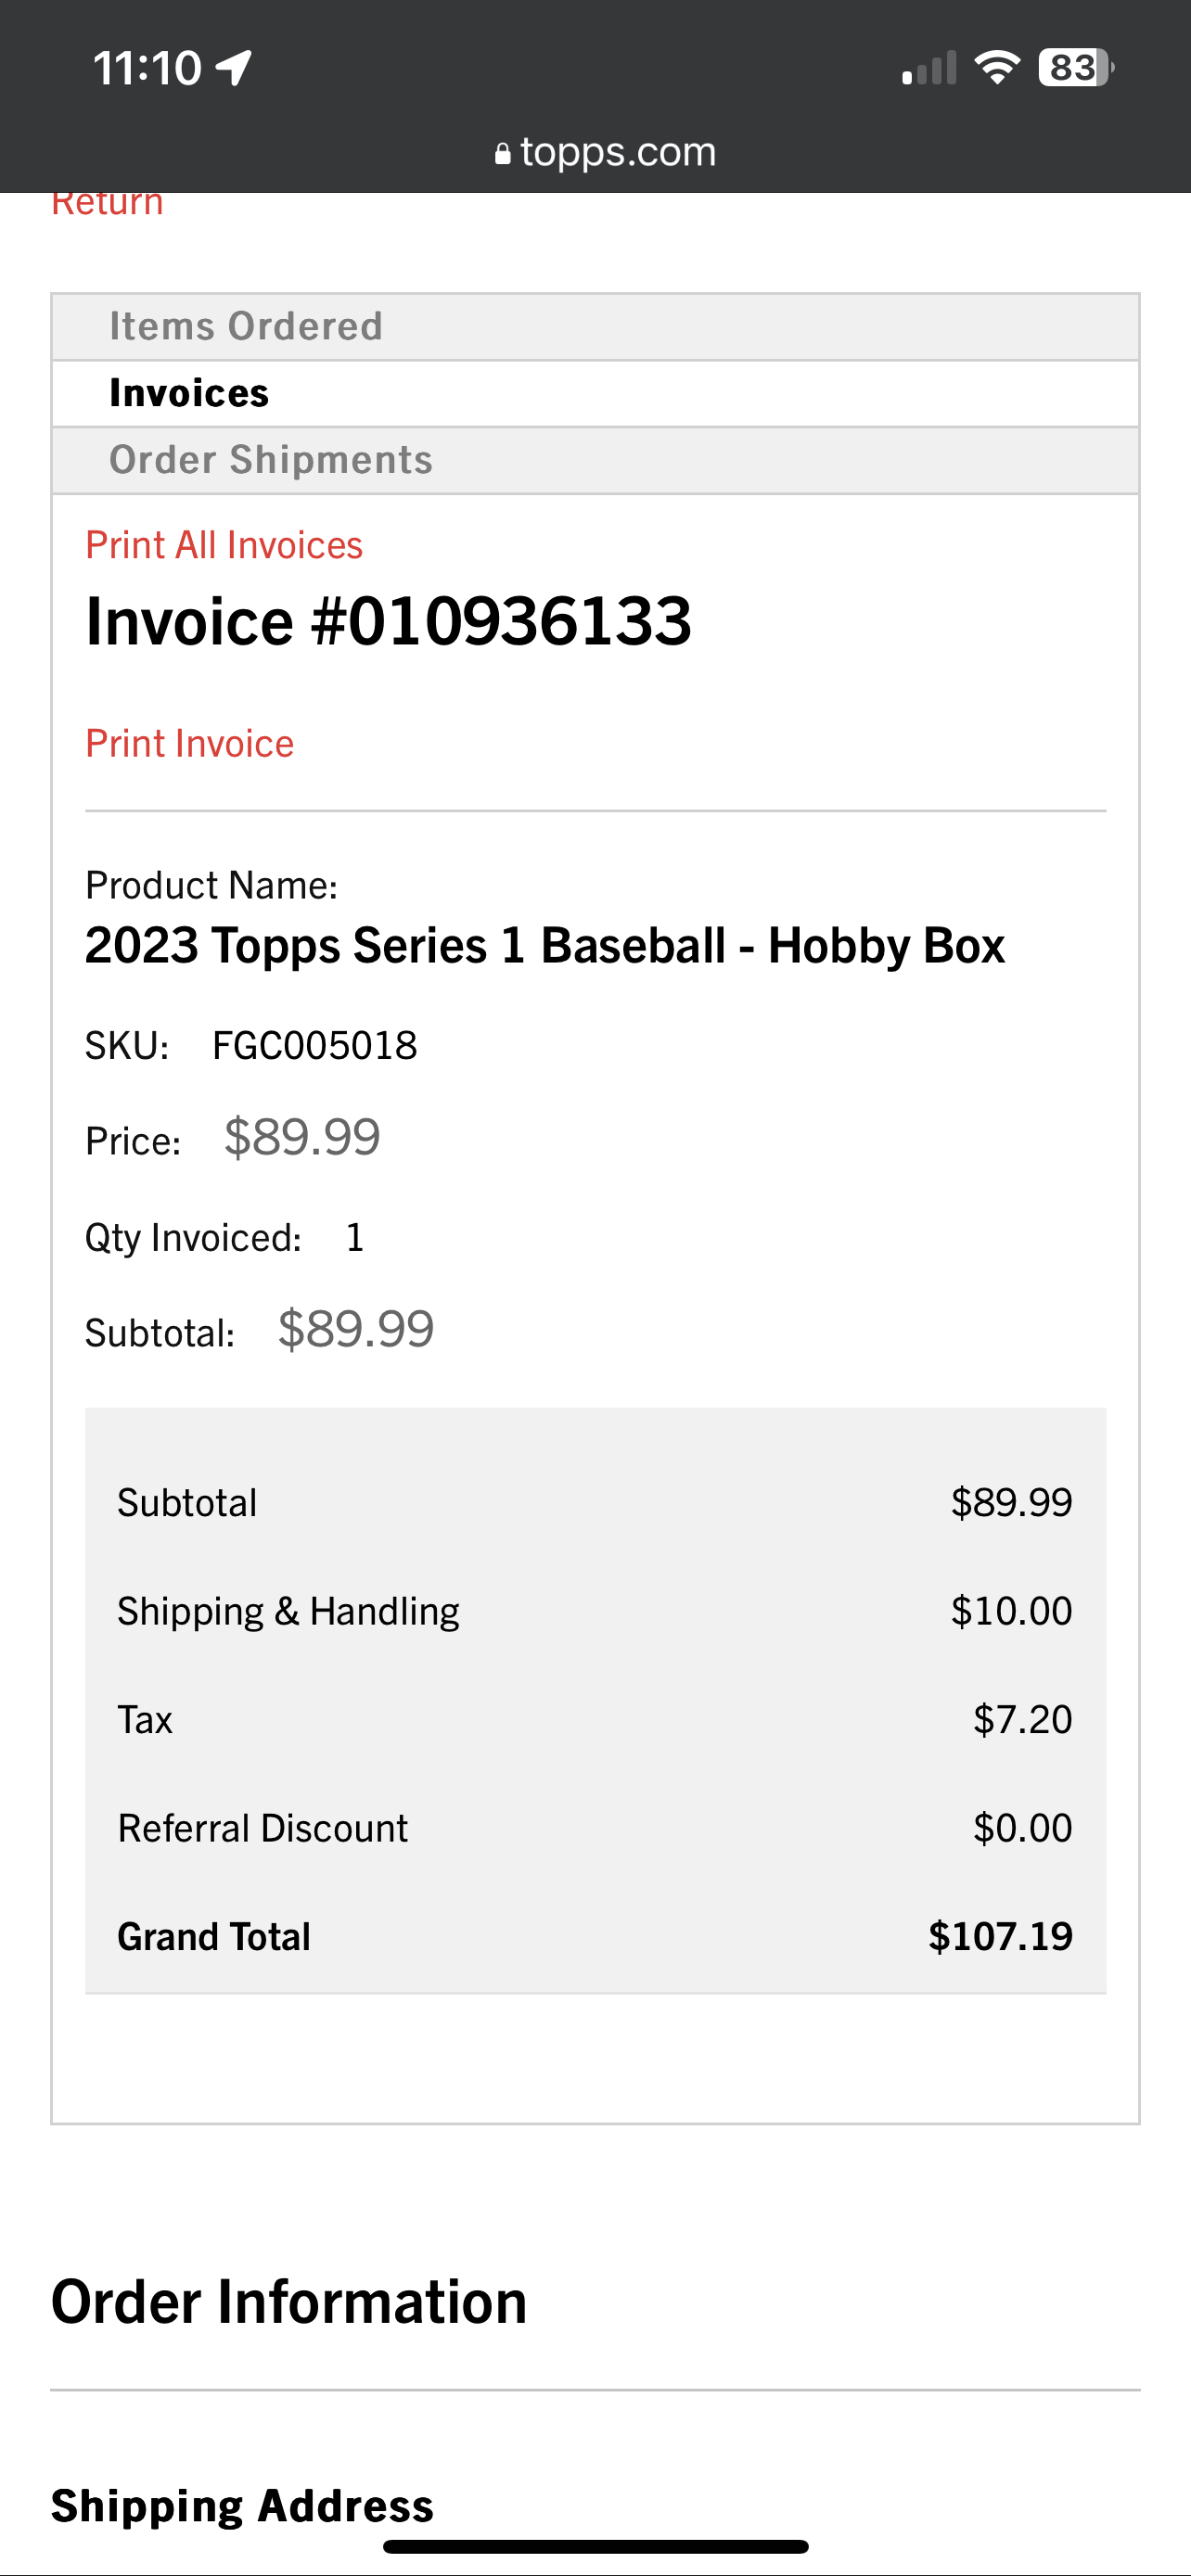 11:10
83
topps.com
Return
Items Ordered
Invoices
Order Shipments
Print All Invoices
Invoice #010936133
Print Invoice
Product Name:
2023 Topps Series 1 Baseball - Hobby Box
SKU: FGC005018
Price: $89.99
Qty Invoiced: 1
Subtotal: $89.99
Subtotal $89.99
Shipping & Handling $10.00
Tax $7.20
Referral Discount $0.00
Grand Total $107.19
Order Information
Shipping Address